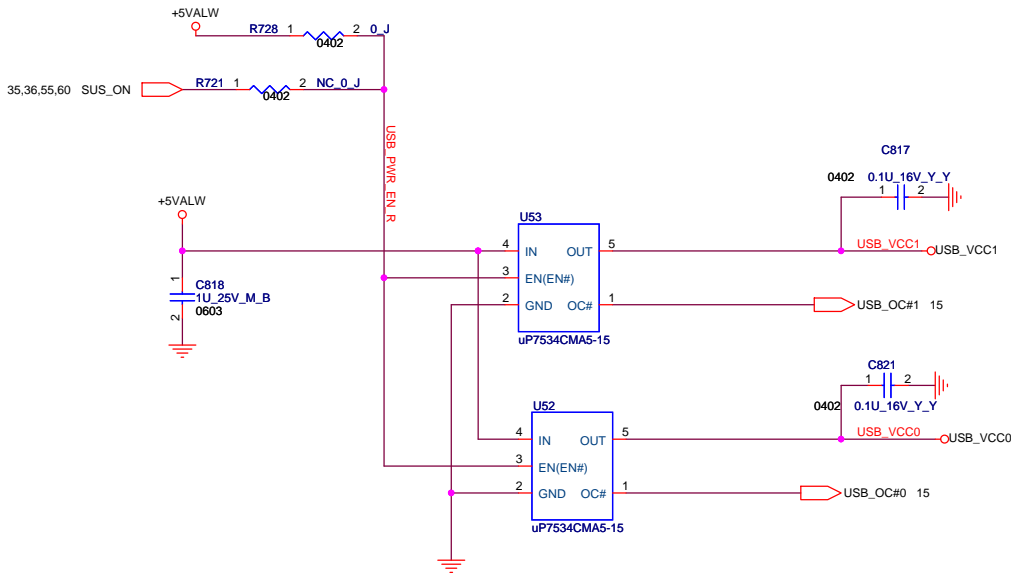 +5VALW
R728 1 2 0_J
0402
35,36,55,60 SUS_ON R721 1 2 NC_0_J
0402
USB_PWR_EN_R
C817
0402 0.1U_16V_Y_Y
1 2
+5VALW
U53
4 IN OUT 5 USB_VCC1 USB_VCC1
3 EN(EN#)
2 GND OC# 1 USB_OC#1 15
uP7534CMA5-15
1 C818
1U_25V_M_B
2 0603
C821
1 2
0402 0.1U_16V_Y_Y
U52
4 IN OUT 5 USB_VCC0 USB_VCC0
3 EN(EN#)
2 GND OC# 1 USB_OC#0 15
uP7534CMA5-15